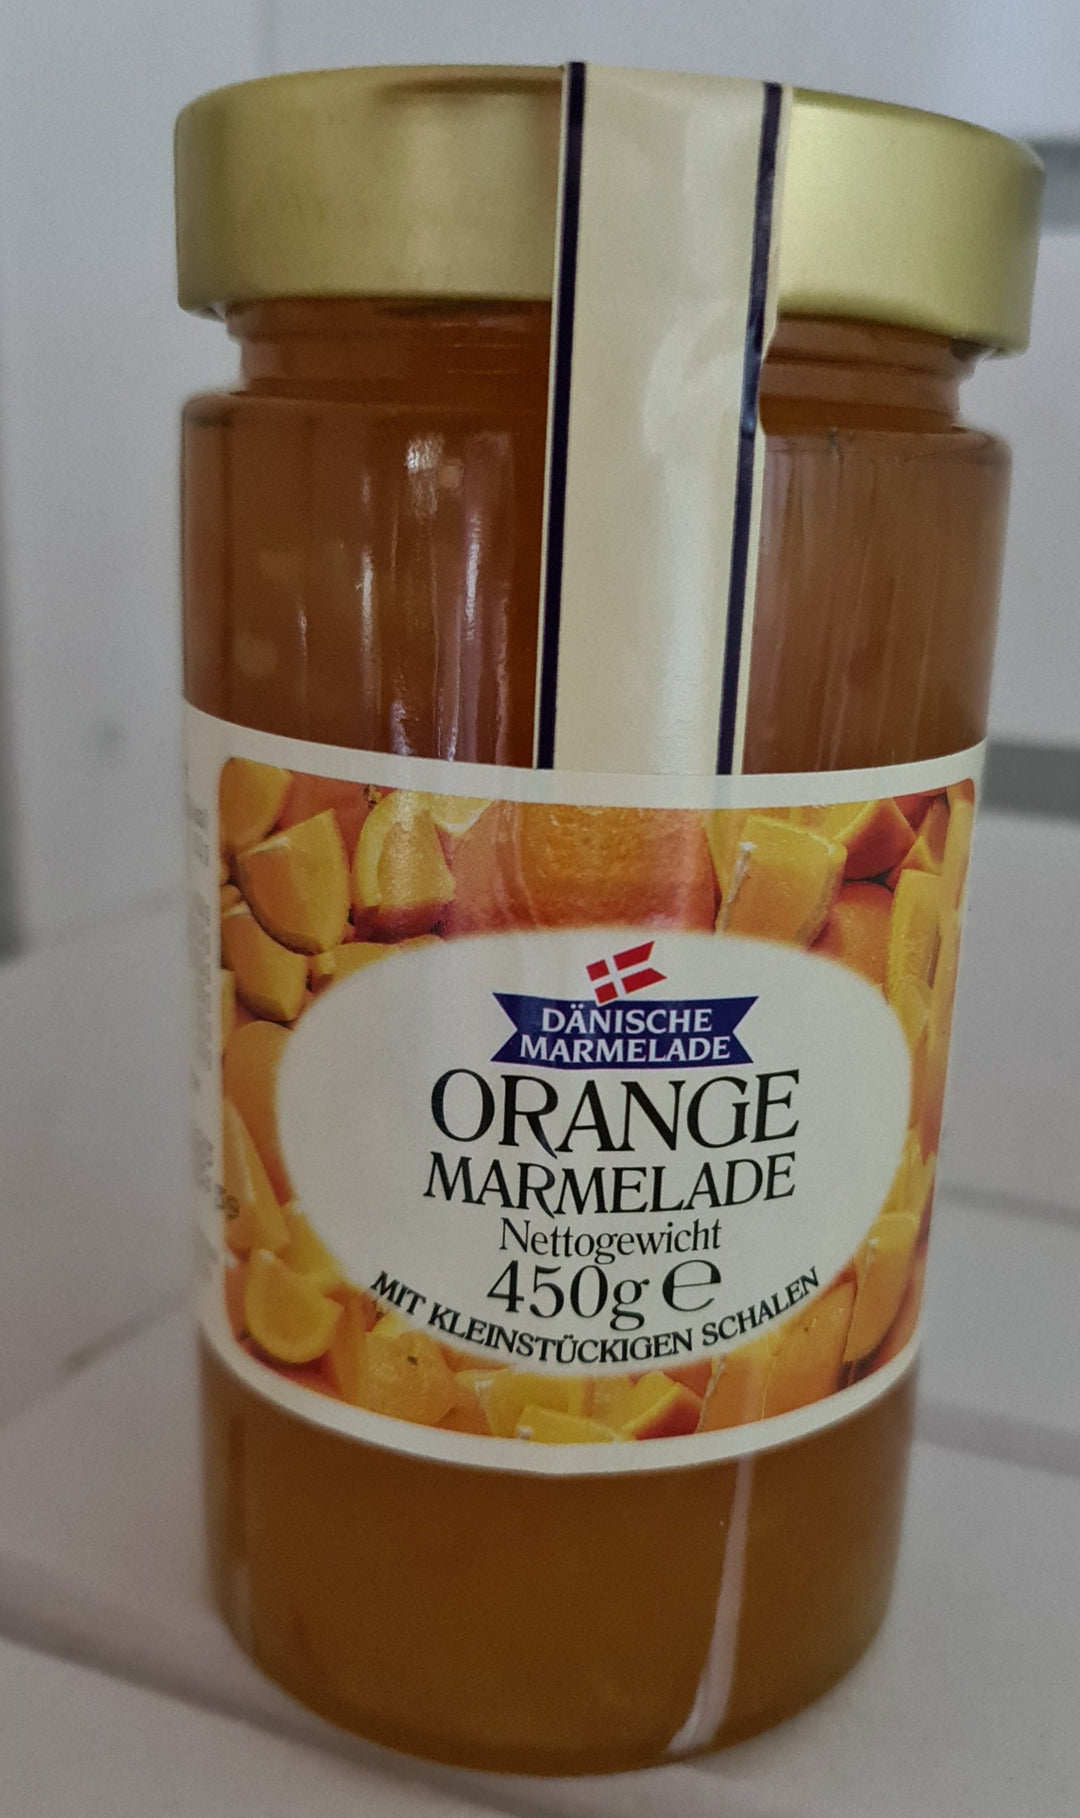 DÄNISCHE
MARMELADE
ORANGE
MARMELADE
Nettogewicht
450g e
MIT KLEINSTÜCKIGEN SCHALEN